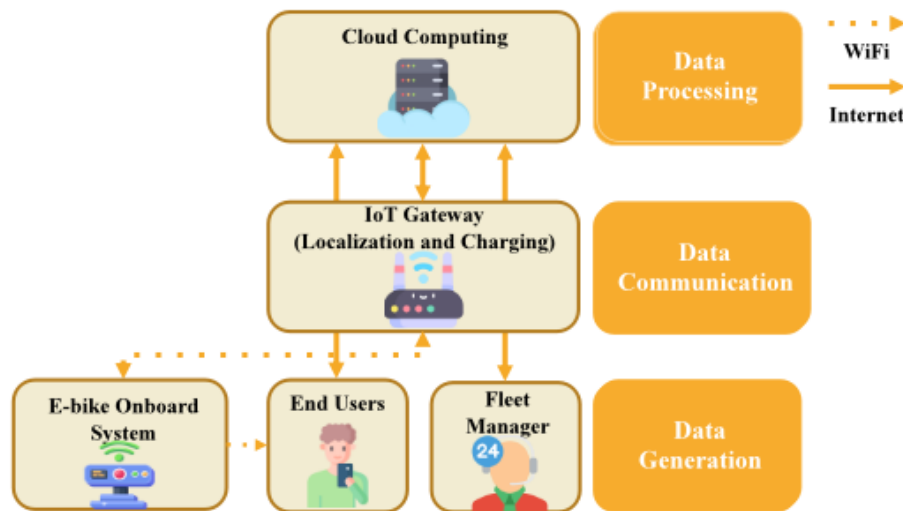 Cloud Computing
Data
Processing
WiFi
Internet
IoT Gateway
(Localization and Charging)
Data
Communication
E-bike Onboard
System
End Users
Fleet
Manager
24
Data
Generation